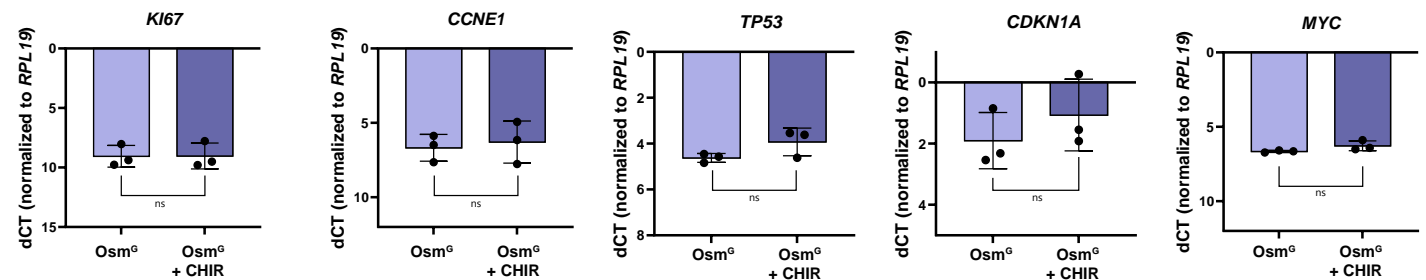 KI67
dCT (normalized to RPL19)
0
5
10
15
ns
Osmᴳ
Osmᴳ
+ CHIR
CCNE1
dCT (normalized to RPL19)
0
5
10
ns
Osmᴳ
Osmᴳ
+ CHIR
TP53
dCT (normalized to RPL19)
0
2
4
6
8
ns
Osmᴳ
Osmᴳ
+ CHIR
CDKN1A
dCT (normalized to RPL19)
0
2
4
6
ns
Osmᴳ
Osmᴳ
+ CHIR
MYC
dCT (normalized to RPL19)
0
5
10
ns
Osmᴳ
Osmᴳ
+ CHIR